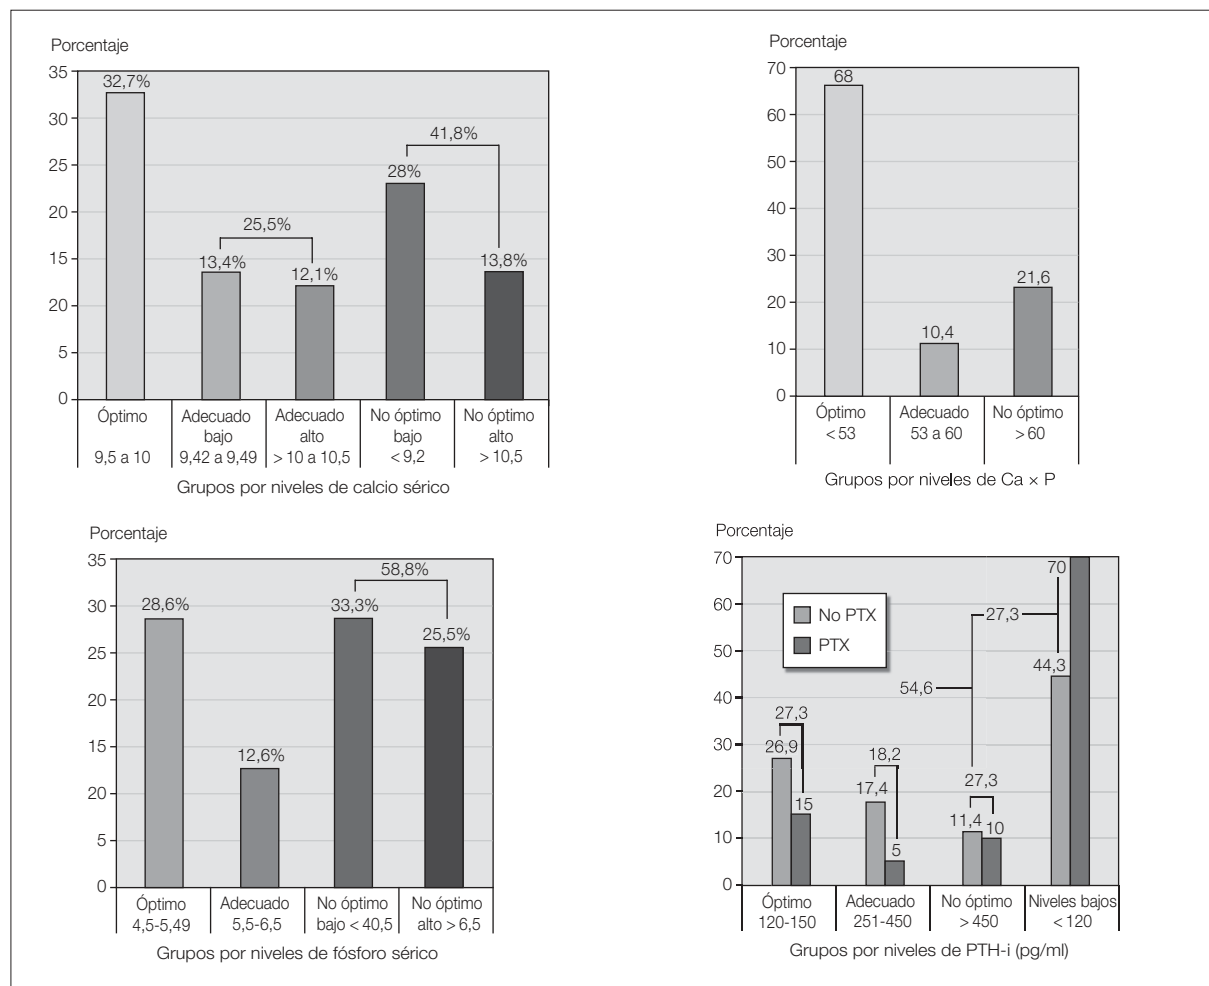 Porcentaje
35
30
25
20
15
20
5
0
32,7%
13,4%
25,5%
12,1%
28%
41,8%
13,8%
Óptimo
9,5 a 10
Adecuado
bajo
9,42 a 9,49
Adecuado
alto
> 10 a 10,5
No óptimo
bajo
< 9,2
No óptimo
alto
> 10,5
Grupos por niveles de calcio sérico
Porcentaje
70
60
50
40
30
20
10
0
68
10,4
21,6
Óptimo
< 53
Adecuado
53 a 60
No óptimo
> 60
Grupos por niveles de Ca × P
Porcentaje
35
30
25
20
15
20
5
0
28,6%
12,6%
33,3%
58,8%
25,5%
Óptimo
4,5-5,49
Adecuado
5,5-6,5
No óptimo
bajo < 40,5
No óptimo
alto > 6,5
Grupos por niveles de fósforo sérico
Porcentaje
70
60
50
40
30
20
10
0
No PTX
PTX
27,3
26,9
15
18,2
17,4
5
54,6
27,3
27,3
11,4
10
70
44,3
Óptimo
120-150
Adecuado
251-450
No óptimo
> 450
Niveles bajos
< 120
Grupos por niveles de PTH-i (pg/ml)